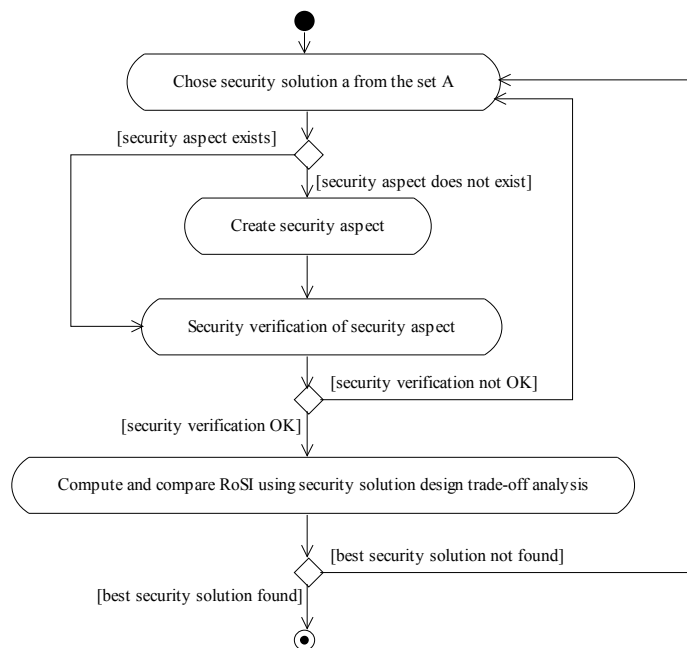 Chose security solution a from the set A
[security aspect exists]
[security aspect does not exist]
Create security aspect
Security verification of security aspect
[security verification not OK]
[security verification OK]
Compute and compare RoSI using security solution design trade-off analysis
[best security solution not found]
[best security solution found]